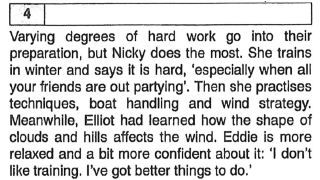 4
Varying degrees of hard work go into their
preparation, but Nicky does the most. She trains
in winter and says it is hard, 'especially when all
your friends are out partying'. Then she practises
techniques, boat handling and wind strategy.
Meanwhile, Elliot had learned how the shape of
clouds and hills affects the wind. Eddie is more
relaxed and a bit more confident about it: 'I don't
like training. I've got better things to do.'